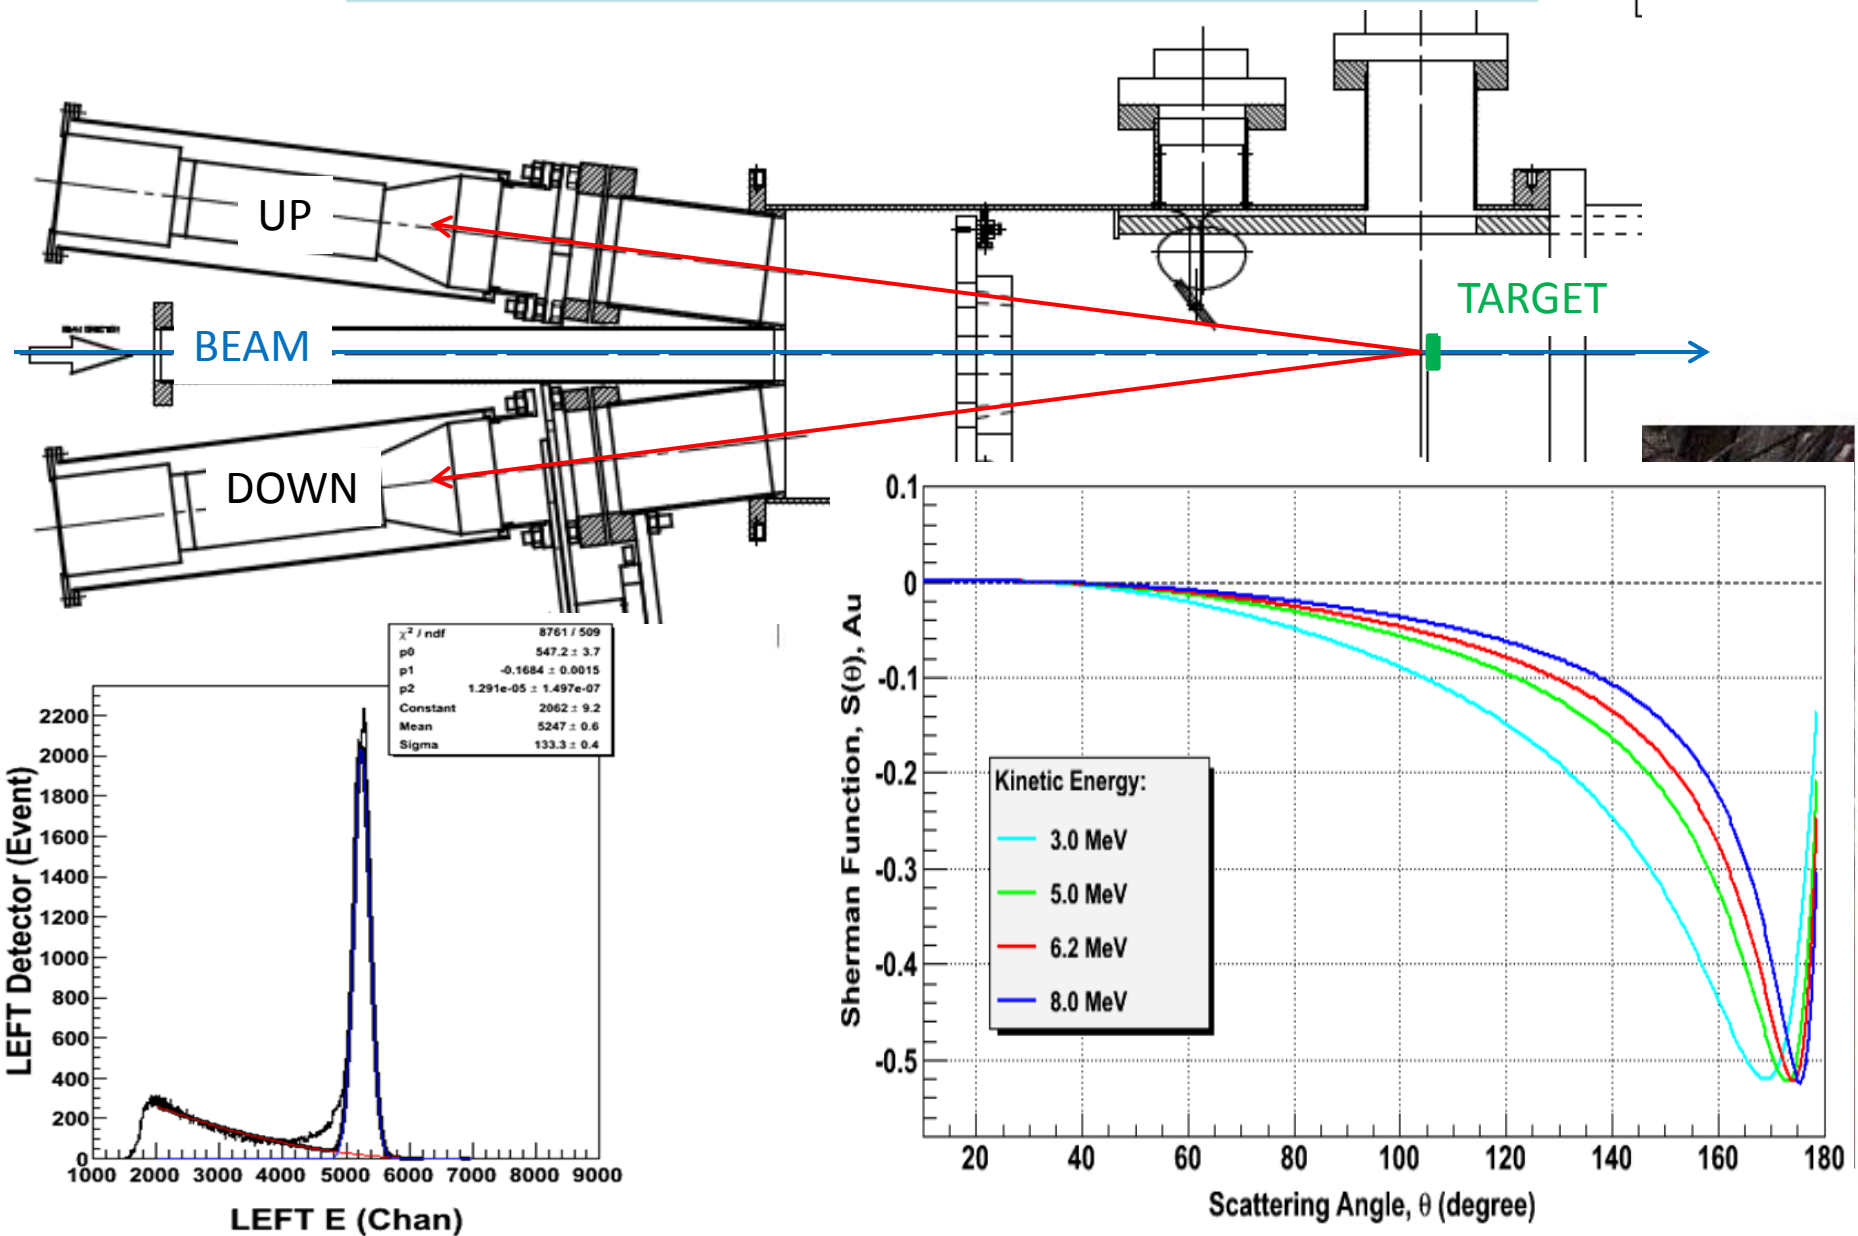 UP
TARGET
BEAM
DOWN
χ² / ndf 8761 / 509
p0 547.2 ± 3.7
p1 -0.1684 ± 0.0015
p2 1.291e-05 ± 1.497e-07
Constant 2062 ± 9.2
Mean 5247 ± 0.6
Sigma 133.3 ± 0.4
LEFT Detector (Event)
2200
2000
1800
1600
1400
1200
1000
800
600
400
200
0
1000 2000 3000 4000 5000 6000 7000 8000 9000
LEFT E (Chan)
Sherman Function, S(θ), Au
0.1
0
-0.1
-0.2
-0.3
-0.4
-0.5
Kinetic Energy:
3.0 MeV
5.0 MeV
6.2 MeV
8.0 MeV
20 40 60 80 100 120 140 160 180
Scattering Angle, θ (degree)